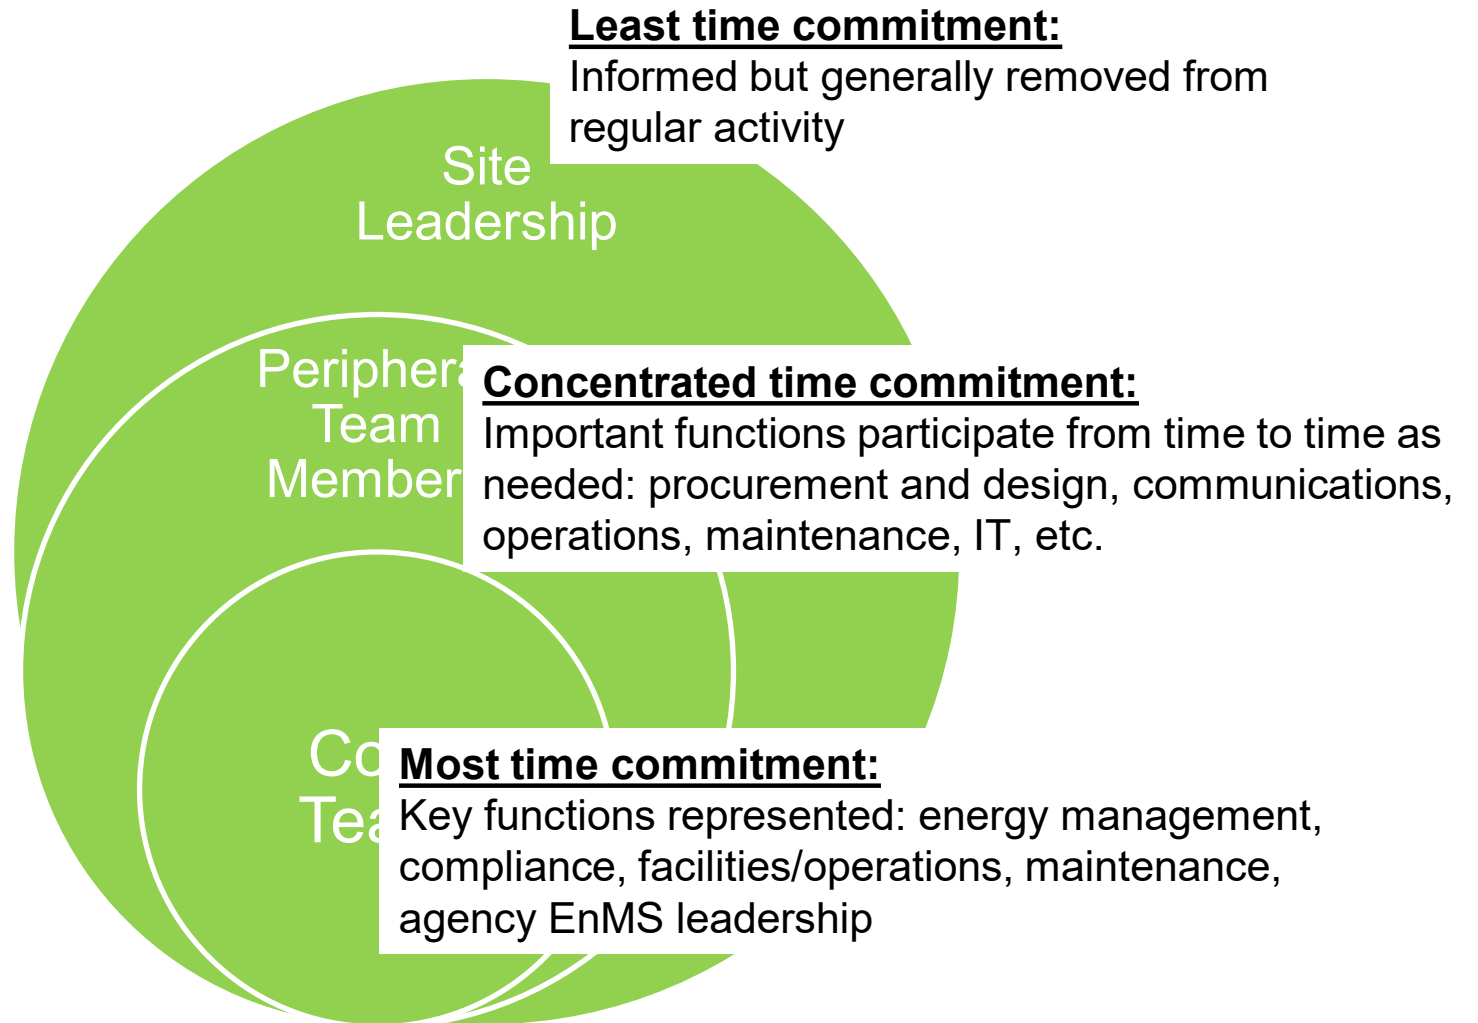 Least time commitment:
Informed but generally removed from
regular activity
Site
Leadership
Periphera
Team
Member
Concentrated time commitment:
Important functions participate from time to time as
needed: procurement and design, communications,
operations, maintenance, IT, etc.
Co
Tea
Most time commitment:
Key functions represented: energy management,
compliance, facilities/operations, maintenance,
agency EnMS leadership